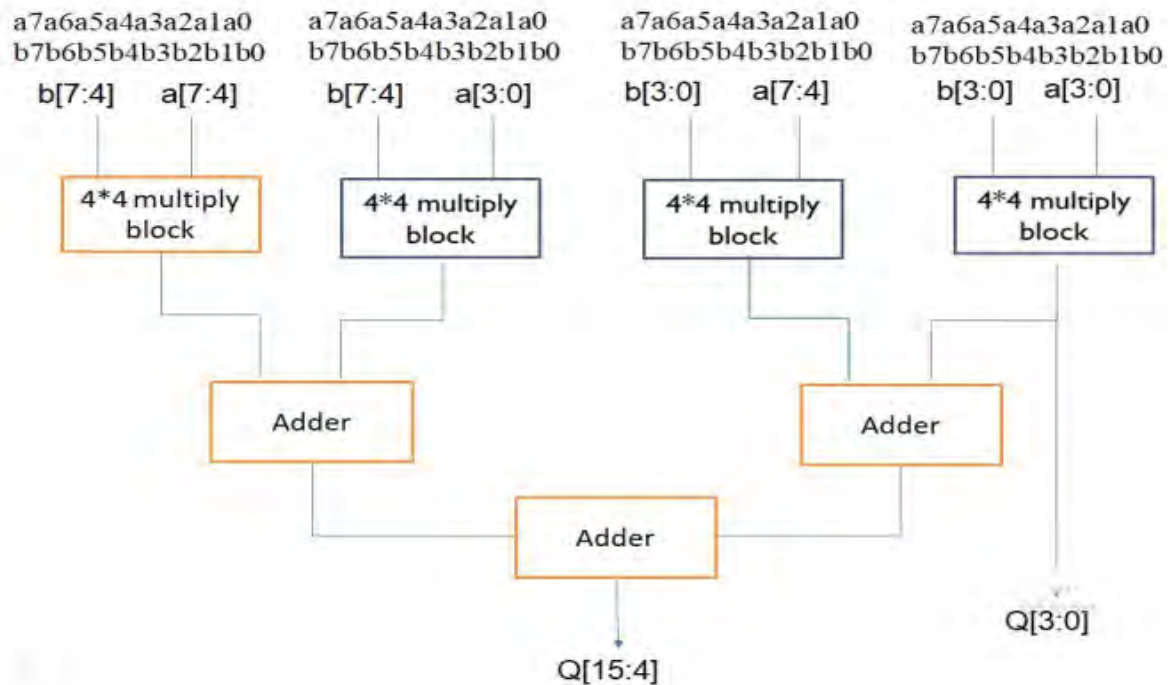 a7a6a5a4a3a2a1a0
b7b6b5b4b3b2b1b0
b[7:4] a[7:4]
4*4 multiply
block
a7a6a5a4a3a2a1a0
b7b6b5b4b3b2b1b0
b[7:4] a[3:0]
4*4 multiply
block
a7a6a5a4a3a2a1a0
b7b6b5b4b3b2b1b0
b[3:0] a[7:4]
4*4 multiply
block
a7a6a5a4a3a2a1a0
b7b6b5b4b3b2b1b0
b[3:0] a[3:0]
4*4 multiply
block
Adder
Adder
Adder
Q[3:0]
Q[15:4]